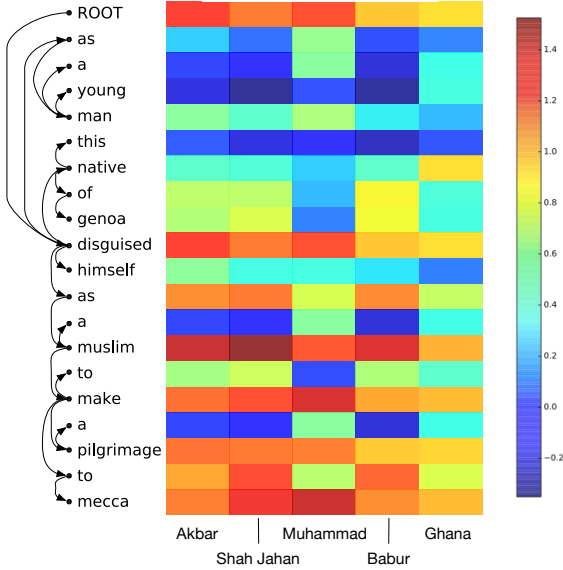 ROOT
as
a
young
man
this
native
of
genoa
disguised
himself
as
a
muslim
to
make
a
pilgrimage
to
mecca
Akbar Muhammad Ghana
Shah Jahan Babur
1.4
1.2
1.0
0.8
0.6
0.4
0.2
0.0
−0.2